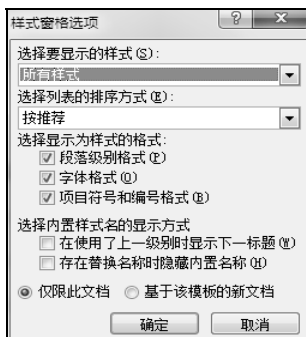 样式窗格选项
选择要显示的样式(S):
所有样式
选择列表的排序方式(E):
按推荐
选择显示为样式的格式:
段落级别格式(P)
字体格式(O)
项目符号和编号格式(B)
选择内置样式名的显示方式
在使用了上一级别时显示下一标题(W)
存在替换名称时隐藏内置名称(H)
仅限此文档 基于该模板的新文档
确定 取消